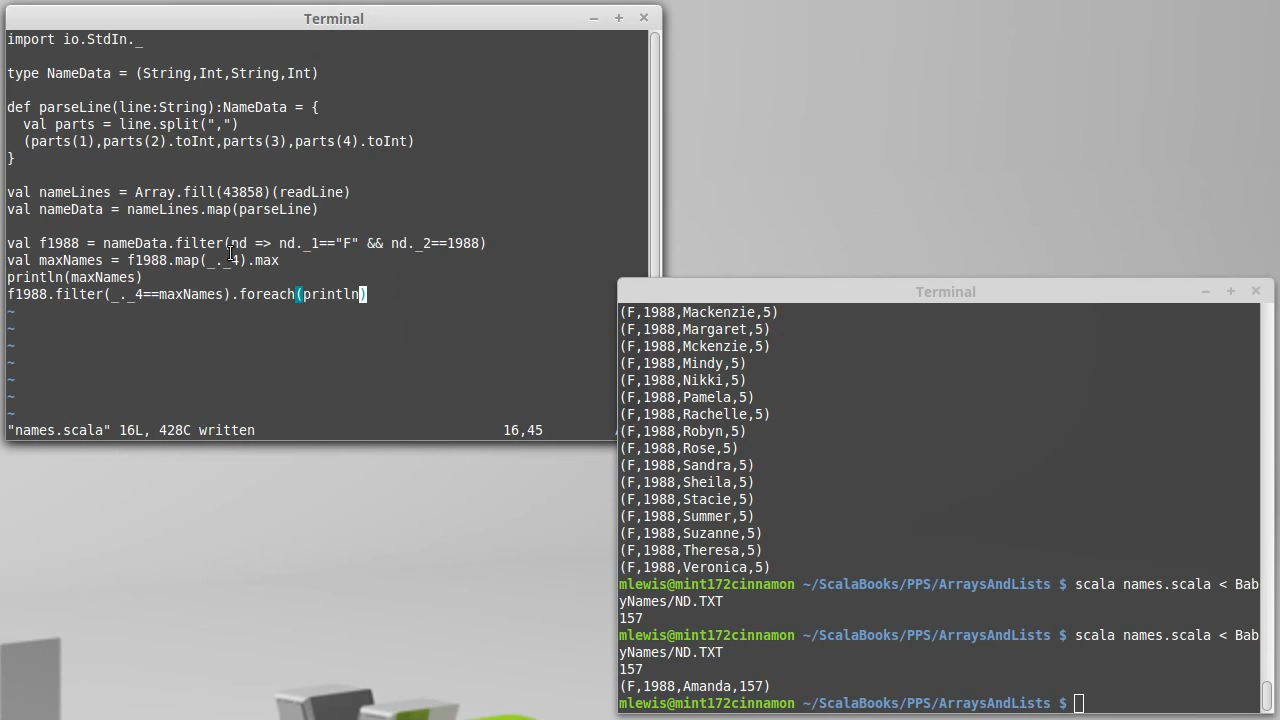 Terminal
import io.StdIn._
type NameData = (String,Int,String,Int)
def parseLine(line:String):NameData = {
  val parts = line.split(",")
  (parts(1),parts(2).toInt,parts(3),parts(4).toInt)
}
val nameLines = Array.fill(43858)(readLine)
val nameData = nameLines.map(parseLine)
val f1988 = nameData.filter(nd => nd._1=="F" && nd._2==1988)
val maxNames = f1988.map(_._4).max
println(maxNames)
f1988.filter(_._4==maxNames).foreach(println)
~
~
~
~
~
~
~
"names.scala" 16L, 428C written 16,45
Terminal
(F,1988,Mackenzie,5)
(F,1988,Margaret,5)
(F,1988,Mckenzie,5)
(F,1988,Mindy,5)
(F,1988,Nikki,5)
(F,1988,Pamela,5)
(F,1988,Rachelle,5)
(F,1988,Robyn,5)
(F,1988,Rose,5)
(F,1988,Sandra,5)
(F,1988,Sheila,5)
(F,1988,Stacie,5)
(F,1988,Summer,5)
(F,1988,Suzanne,5)
(F,1988,Theresa,5)
(F,1988,Veronica,5)
mlewis@mint172cinnamon ~/ScalaBooks/PPS/ArraysAndLists $ scala names.scala < Bab
yNames/ND.TXT
157
mlewis@mint172cinnamon ~/ScalaBooks/PPS/ArraysAndLists $ scala names.scala < Bab
yNames/ND.TXT
157
(F,1988,Amanda,157)
mlewis@mint172cinnamon ~/ScalaBooks/PPS/ArraysAndLists $